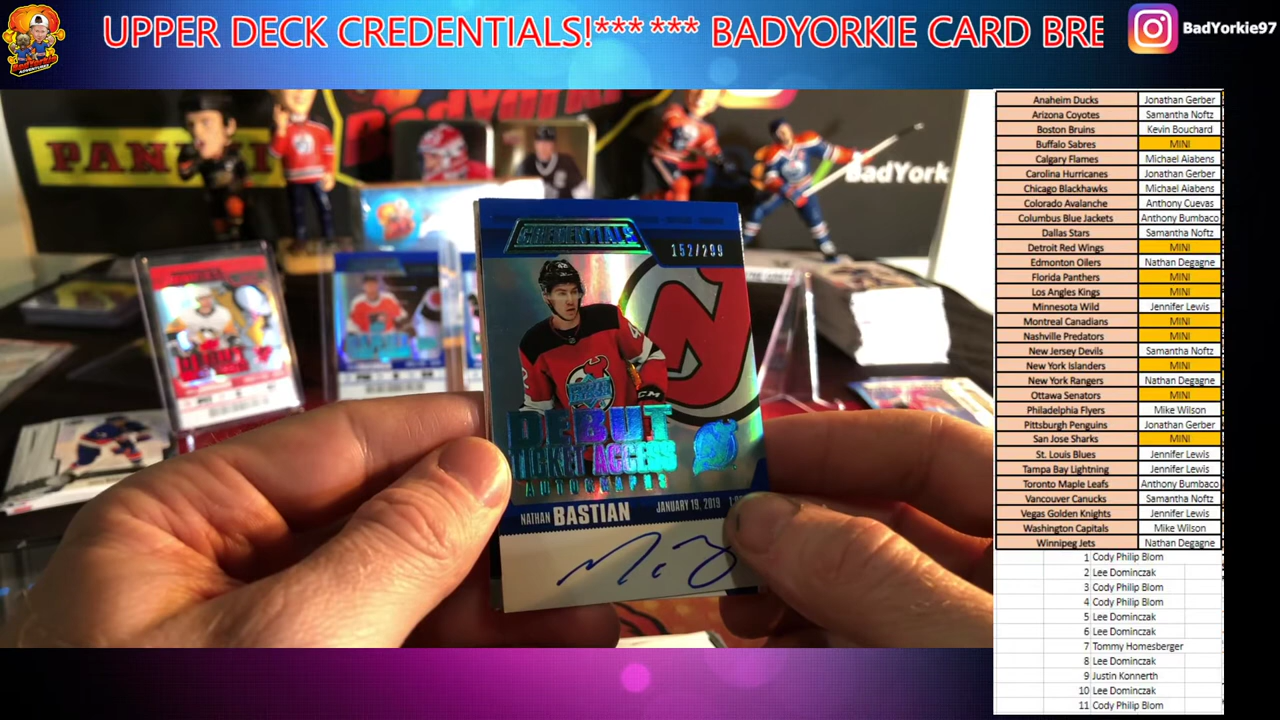 UPPER DECK CREDENTIALS!*** *** BADYORKIE CARD BRE
BadYorkie97
BadYorkie
ADVENTURES
PANINI
BadYork
CREDENTIALS
152/299
DEBUT
DEBUT
TICKET ACCESS
AUTOGRAPHS
NATHAN BASTIAN JANUARY 19, 2019
Anaheim Ducks Jonathan Gerber
Arizona Coyotes Samantha Noftz
Boston Bruins Kevin Bouchard
Buffalo Sabres MINI
Calgary Flames Michael Aiabens
Carolina Hurricanes Jonathan Gerber
Chicago Blackhawks Michael Aiabens
Colorado Avalanche Anthony Cuevas
Columbus Blue Jackets Anthony Bumbaco
Dallas Stars Samantha Noftz
Detroit Red Wings MINI
Edmonton Oilers Nathan Degagne
Florida Panthers MINI
Los Angles Kings MINI
Minnesota Wild Jennifer Lewis
Montreal Canadians MINI
Nashville Predators MINI
New Jersey Devils Samantha Noftz
New York Islanders MINI
New York Rangers Nathan Degagne
Ottawa Senators MINI
Philadelphia Flyers Mike Wilson
Pittsburgh Penguins Jonathan Gerber
San Jose Sharks MINI
St. Louis Blues Jennifer Lewis
Tampa Bay Lightning Jennifer Lewis
Toronto Maple Leafs Anthony Bumbaco
Vancouver Canucks Samantha Noftz
Vegas Golden Knights Jennifer Lewis
Washington Capitals Mike Wilson
Winnipeg Jets Nathan Degagne
1 Cody Philip Blom
2 Lee Dominczak
3 Cody Philip Blom
4 Cody Philip Blom
5 Lee Dominczak
6 Lee Dominczak
7 Tommy Homesberger
8 Lee Dominczak
9 Justin Konnerth
10 Lee Dominczak
11 Cody Philip Blom